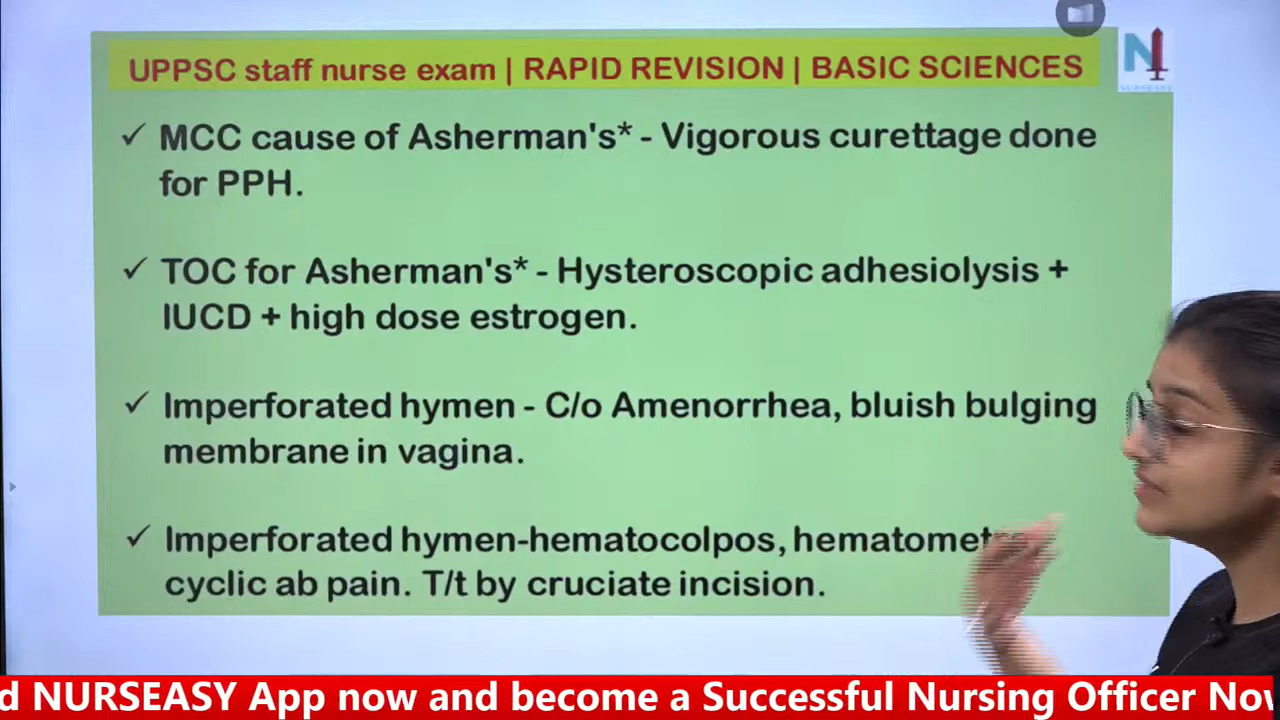 UPPSC staff nurse exam | RAPID REVISION | BASIC SCIENCES
✓ MCC cause of Asherman's* - Vigorous curettage done
for PPH.
✓ TOC for Asherman's* - Hysteroscopic adhesiolysis +
IUCD + high dose estrogen.
✓ Imperforated hymen - C/o Amenorrhea, bluish bulging
membrane in vagina.
✓ Imperforated hymen-hematocolpos,
cyclic ab pain. T/t by cruciate incision.
NURSEASY App now and become a Successful Nursing Officer